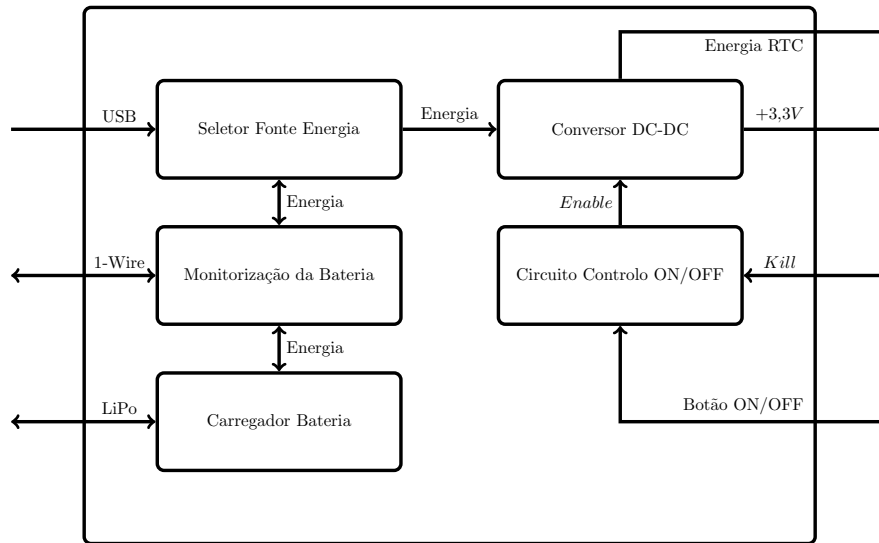 Energia RTC
USB
Seletor Fonte Energia
Energia
Conversor DC-DC
+3,3V
Energia
Enable
1-Wire
Monitorização da Bateria
Circuito Controlo ON/OFF
Kill
Energia
LiPo
Carregador Bateria
Botão ON/OFF